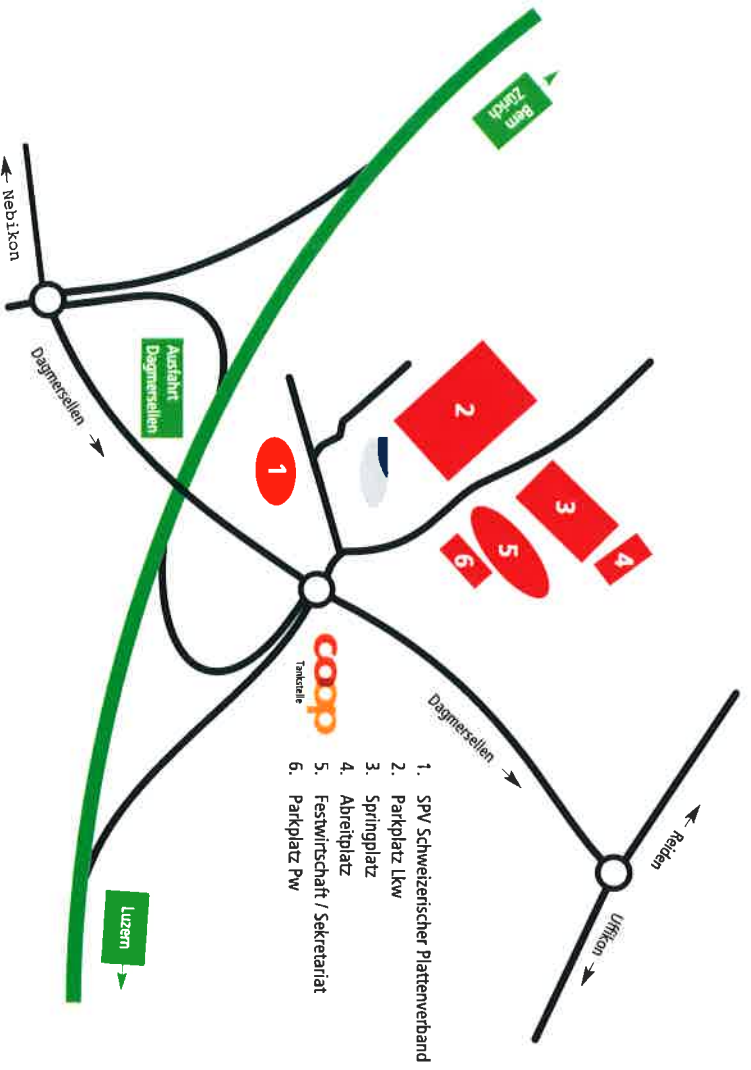 Bern
Zürich
Nebikon
Dagmersellen
Ausfahrt
Dagmersellen
1
2
3
4
5
6
coop
Tankstelle
Dagmersellen
Reiden
Uffikon
Luzern
1. SPV Schweizerischer Plattenverband
2. Parkplatz Lkw
3. Springplatz
4. Abreitplatz
5. Festwirtschaft / Sekretariat
6. Parkplatz Pw